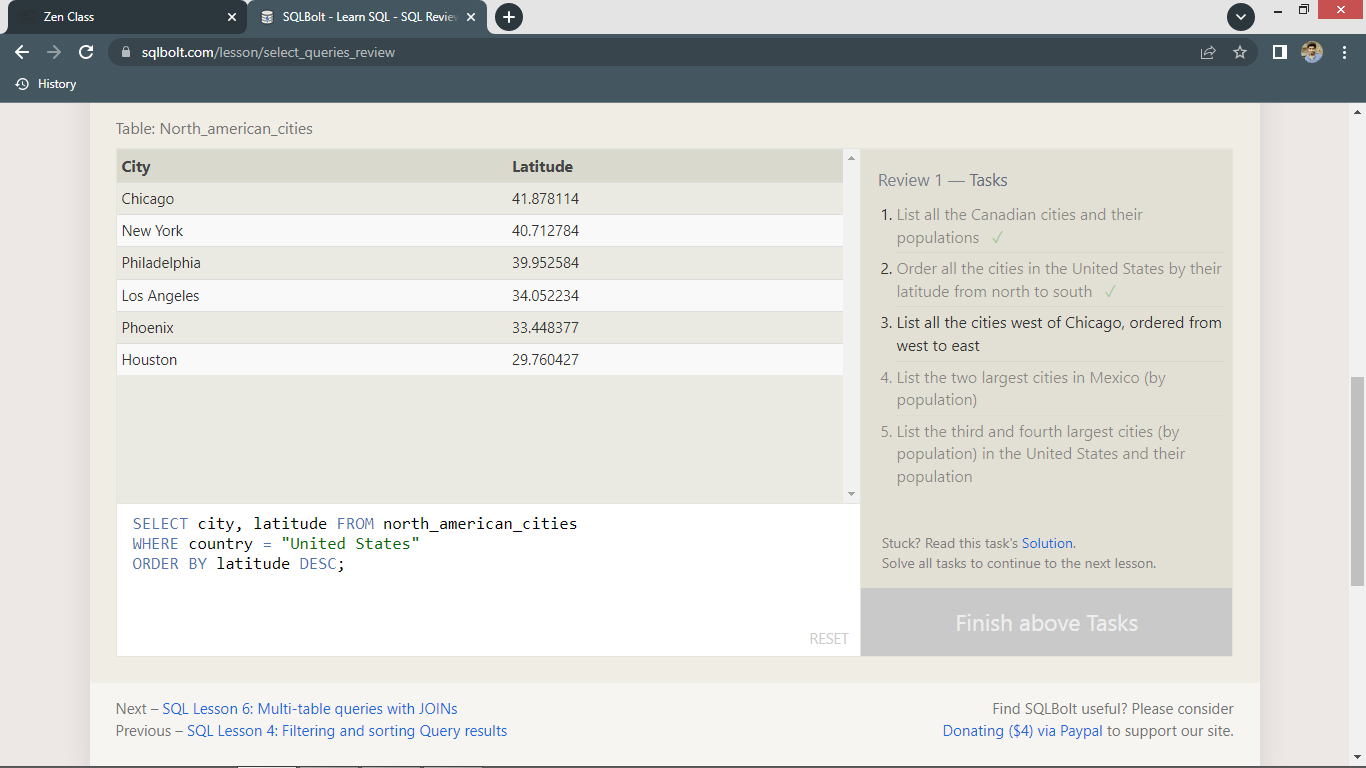 Zen Class
SQLBolt - Learn SQL - SQL Review
sqlbolt.com/lesson/select_queries_review
History
Table: North_american_cities
City Latitude
Chicago 41.878114
New York 40.712784
Philadelphia 39.952584
Los Angeles 34.052234
Phoenix 33.448377
Houston 29.760427
SELECT city, latitude FROM north_american_cities
WHERE country = "United States"
ORDER BY latitude DESC;
RESET
Review 1 — Tasks
1. List all the Canadian cities and their
populations ✓
2. Order all the cities in the United States by their
latitude from north to south ✓
3. List all the cities west of Chicago, ordered from
west to east
4. List the two largest cities in Mexico (by
population)
5. List the third and fourth largest cities (by
population) in the United States and their
population
Stuck? Read this task's Solution.
Solve all tasks to continue to the next lesson.
Finish above Tasks
Next – SQL Lesson 6: Multi-table queries with JOINs
Previous – SQL Lesson 4: Filtering and sorting Query results
Find SQLBolt useful? Please consider
Donating ($4) via Paypal to support our site.